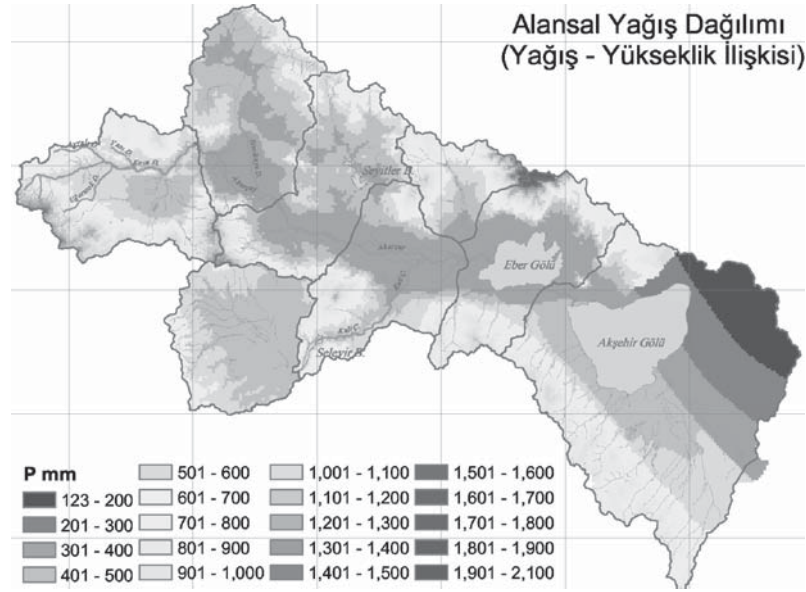 Alansal Yağış Dağılımı
(Yağış - Yükseklik İlişkisi)
Seyitler B.
Akarçay
Eber Gölü
Akşehir Gölü
Kali Ç.
Seleyir B.
P mm
123 - 200
201 - 300
301 - 400
401 - 500
501 - 600
601 - 700
701 - 800
801 - 900
901 - 1,000
1,001 - 1,100
1,101 - 1,200
1,201 - 1,300
1,301 - 1,400
1,401 - 1,500
1,501 - 1,600
1,601 - 1,700
1,701 - 1,800
1,801 - 1,900
1,901 - 2,100